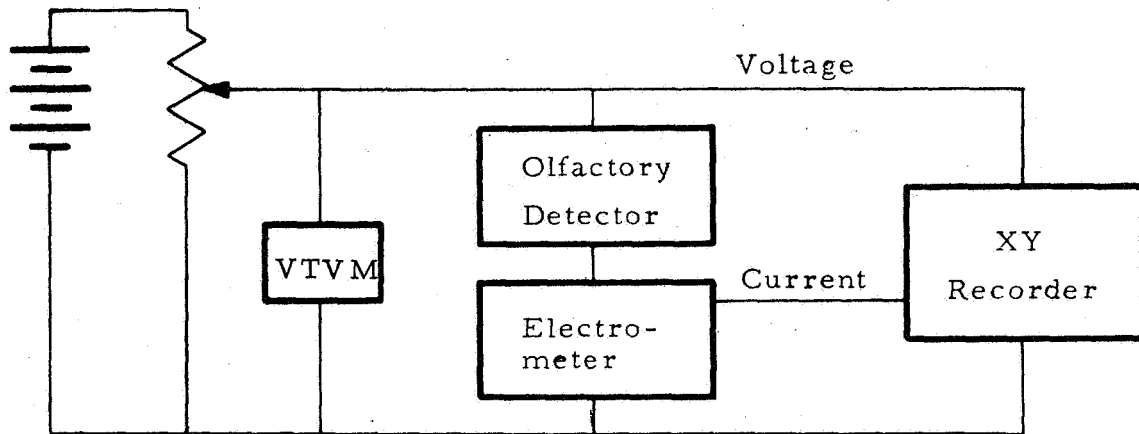 Voltage
Olfactory
Detector
VTVM
XY
Recorder
Current
Electro-
meter